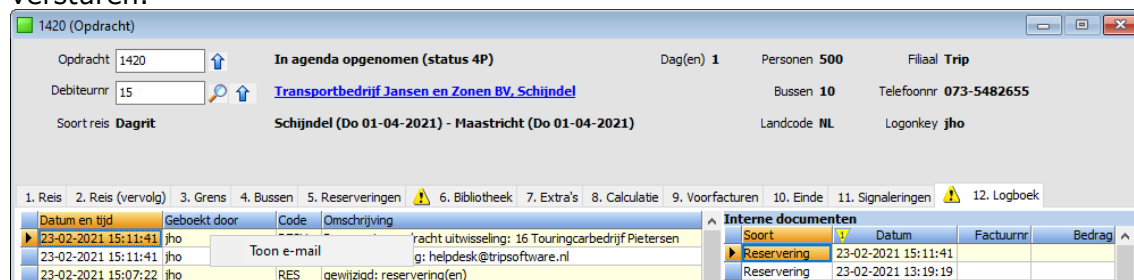 versturen.
1420 (Opdracht)
Opdracht 1420 In agenda opgenomen (status 4P) Dag(en) 1 Personen 500 Filiaal Trip
Debiteurnr 15 Transportbedrijf Jansen en Zonen BV, Schijndel Bussen 10 Telefoonnr 073-5482655
Soort reis Dagrit Schijndel (Do 01-04-2021) - Maastricht (Do 01-04-2021) Landcode NL Logonkey jho
1. Reis 2. Reis (vervolg) 3. Grens 4. Bussen 5. Reserveringen 6. Bibliotheek 7. Extra's 8. Calculatie 9. Voorfacturen 10. Einde 11. Signaleringen 12. Logboek
Datum en tijd Geboekt door Code Omschrijving Interne documenten
Soort 1 Datum Factuurnr Bedrag
23-02-2021 15:11:41 jho racht uitwisseling: 16 Touringcarbedrijf Pietersen
Toon e-mail
Reservering 23-02-2021 15:11:41
23-02-2021 15:11:41 jho g: helpdesk@tripsoftware.nl
Reservering 23-02-2021 13:19:19
23-02-2021 15:07:22 jho RES gewijzigd: reservering(en)